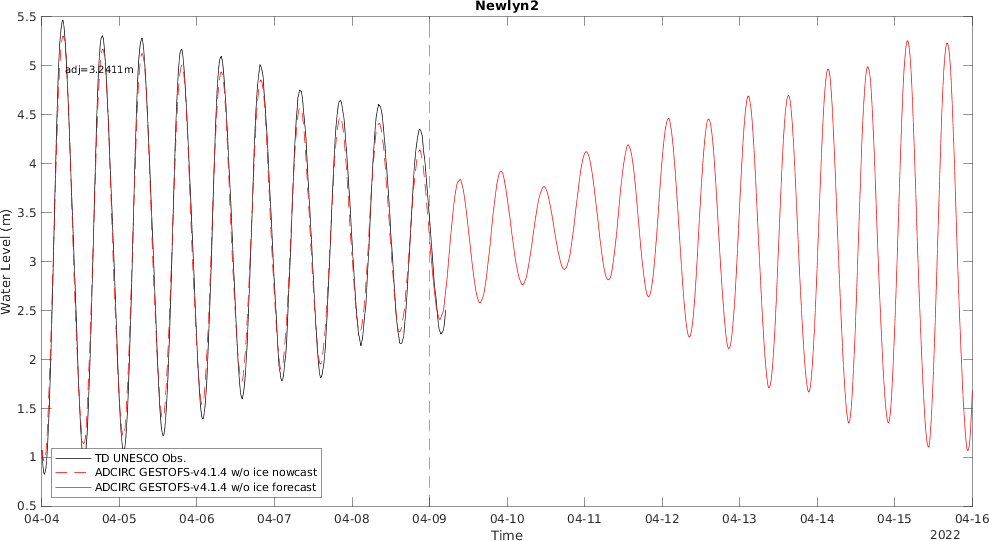 Newlyn2
5.5
5
4.5
4
3.5
3
2.5
2
1.5
1
0.5
Water Level (m)
adj=3.2411m
TD UNESCO Obs.
ADCIRC GESTOFS-v4.1.4 w/o ice nowcast
ADCIRC GESTOFS-v4.1.4 w/o ice forecast
04-04 04-05 04-06 04-07 04-08 04-09 04-10 04-11 04-12 04-13 04-14 04-15 04-16
Time
2022